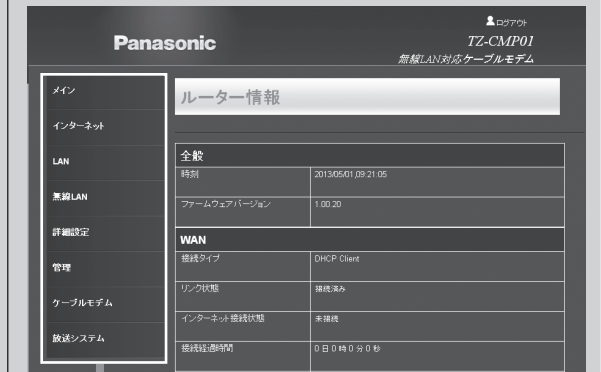 ログアウト
Panasonic
TZ-CMP01
無線LAN対応ケーブルモデム
メイン
インターネット
LAN
無線LAN
詳細設定
管理
ケーブルモデム
放送システム
ルーター情報
全般
時刻 2013/05/01,09:21:05
ファームウェアバージョン 1.00.20
WAN
接続タイプ DHCP Client
リンク状態 接続済み
インターネット接続状態 未接続
接続経過時間 0日0時0分0秒